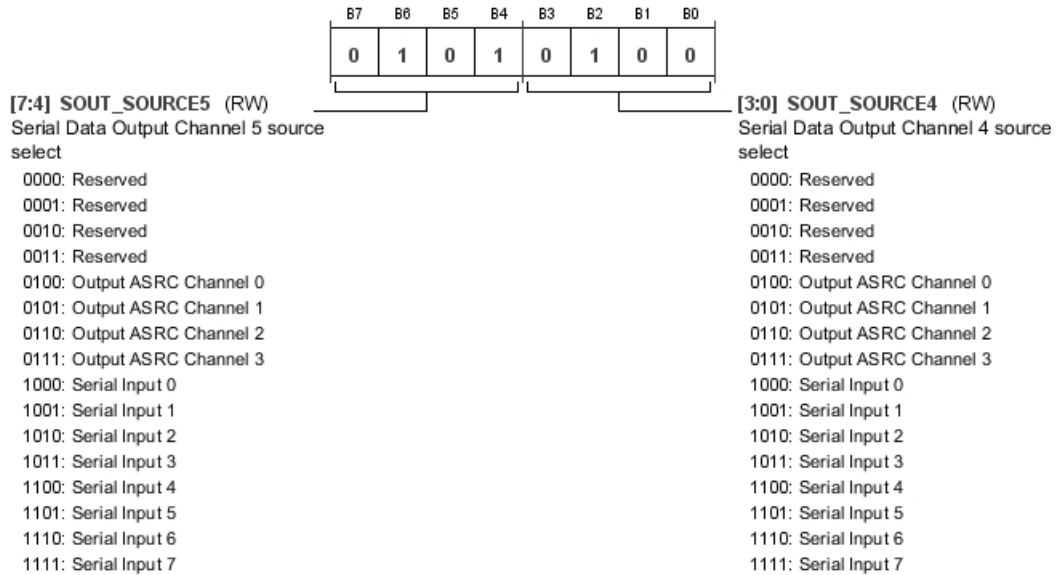 B7 B6 B5 B4 B3 B2 B1 B0
0 1 0 1 0 1 0 0
[7:4] SOUT_SOURCE5 (RW)
Serial Data Output Channel 5 source
select
0000: Reserved
0001: Reserved
0010: Reserved
0011: Reserved
0100: Output ASRC Channel 0
0101: Output ASRC Channel 1
0110: Output ASRC Channel 2
0111: Output ASRC Channel 3
1000: Serial Input 0
1001: Serial Input 1
1010: Serial Input 2
1011: Serial Input 3
1100: Serial Input 4
1101: Serial Input 5
1110: Serial Input 6
1111: Serial Input 7
[3:0] SOUT_SOURCE4 (RW)
Serial Data Output Channel 4 source
select
0000: Reserved
0001: Reserved
0010: Reserved
0011: Reserved
0100: Output ASRC Channel 0
0101: Output ASRC Channel 1
0110: Output ASRC Channel 2
0111: Output ASRC Channel 3
1000: Serial Input 0
1001: Serial Input 1
1010: Serial Input 2
1011: Serial Input 3
1100: Serial Input 4
1101: Serial Input 5
1110: Serial Input 6
1111: Serial Input 7